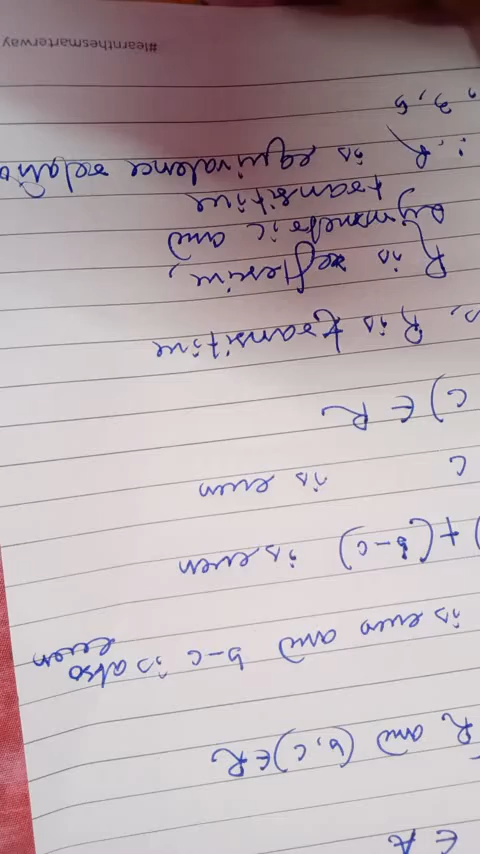 ∈ A
R and (b, c) ∈ R
is even and b-c is also even
) + (b-c) is even
c is even
c) ∈ R
s, R is transitive
R is reflexive,
symmetric and
transitive
∴ R is equivalence relatio
, 3, 5
#learnthesmarterway